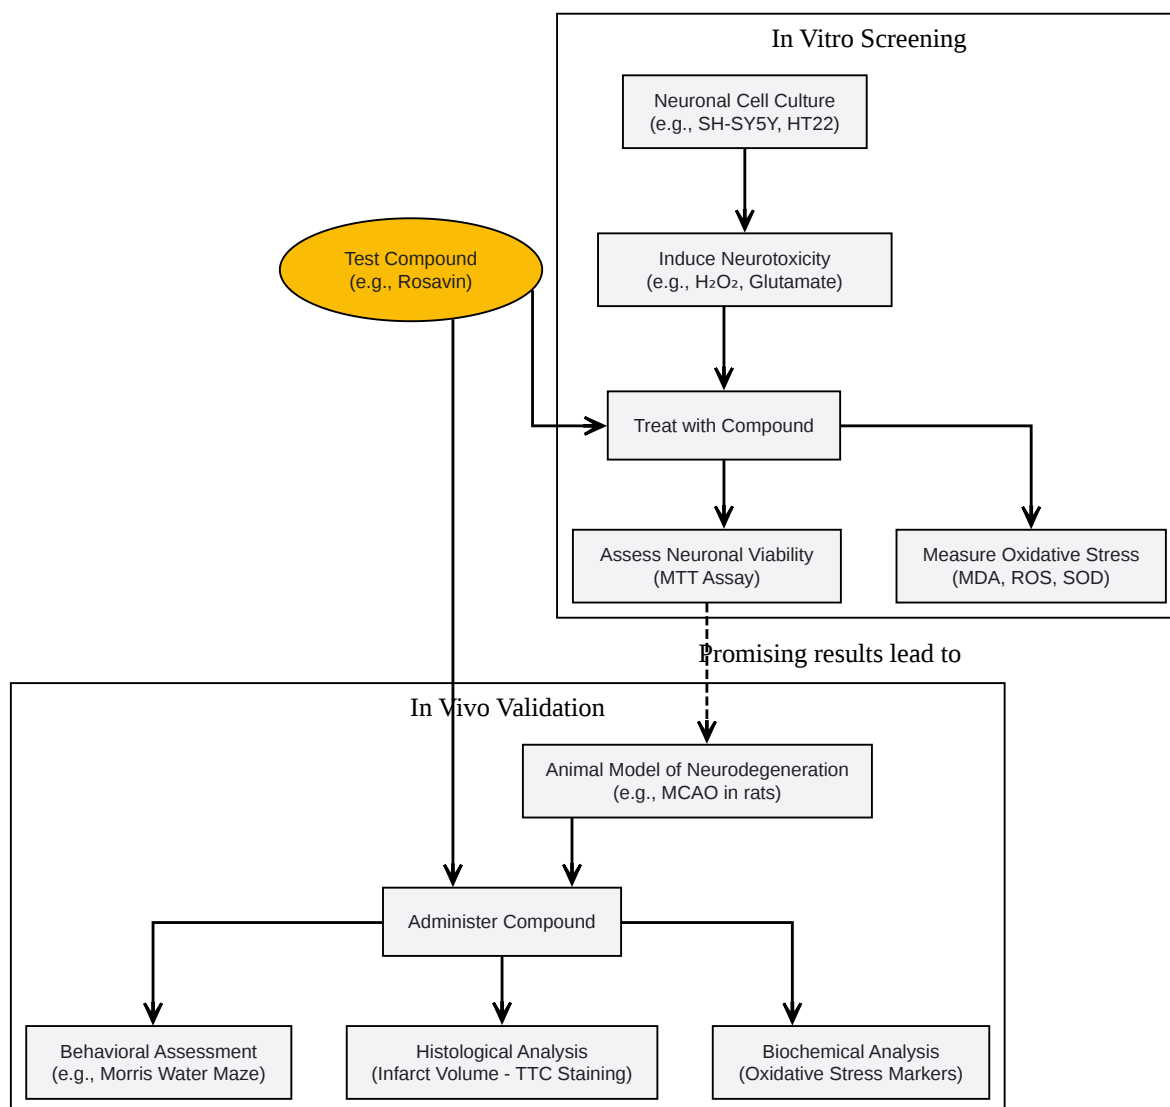 In Vitro Screening
Neuronal Cell Culture
(e.g., SH-SY5Y, HT22)
Test Compound
(e.g., Rosavin)
Induce Neurotoxicity
(e.g., H₂O₂, Glutamate)
Treat with Compound
Assess Neuronal Viability
(MTT Assay)
Measure Oxidative Stress
(MDA, ROS, SOD)
Promising results lead to
In Vivo Validation
Animal Model of Neurodegeneration
(e.g., MCAO in rats)
Administer Compound
Behavioral Assessment
(e.g., Morris Water Maze)
Histological Analysis
(Infarct Volume - TTC Staining)
Biochemical Analysis
(Oxidative Stress Markers)